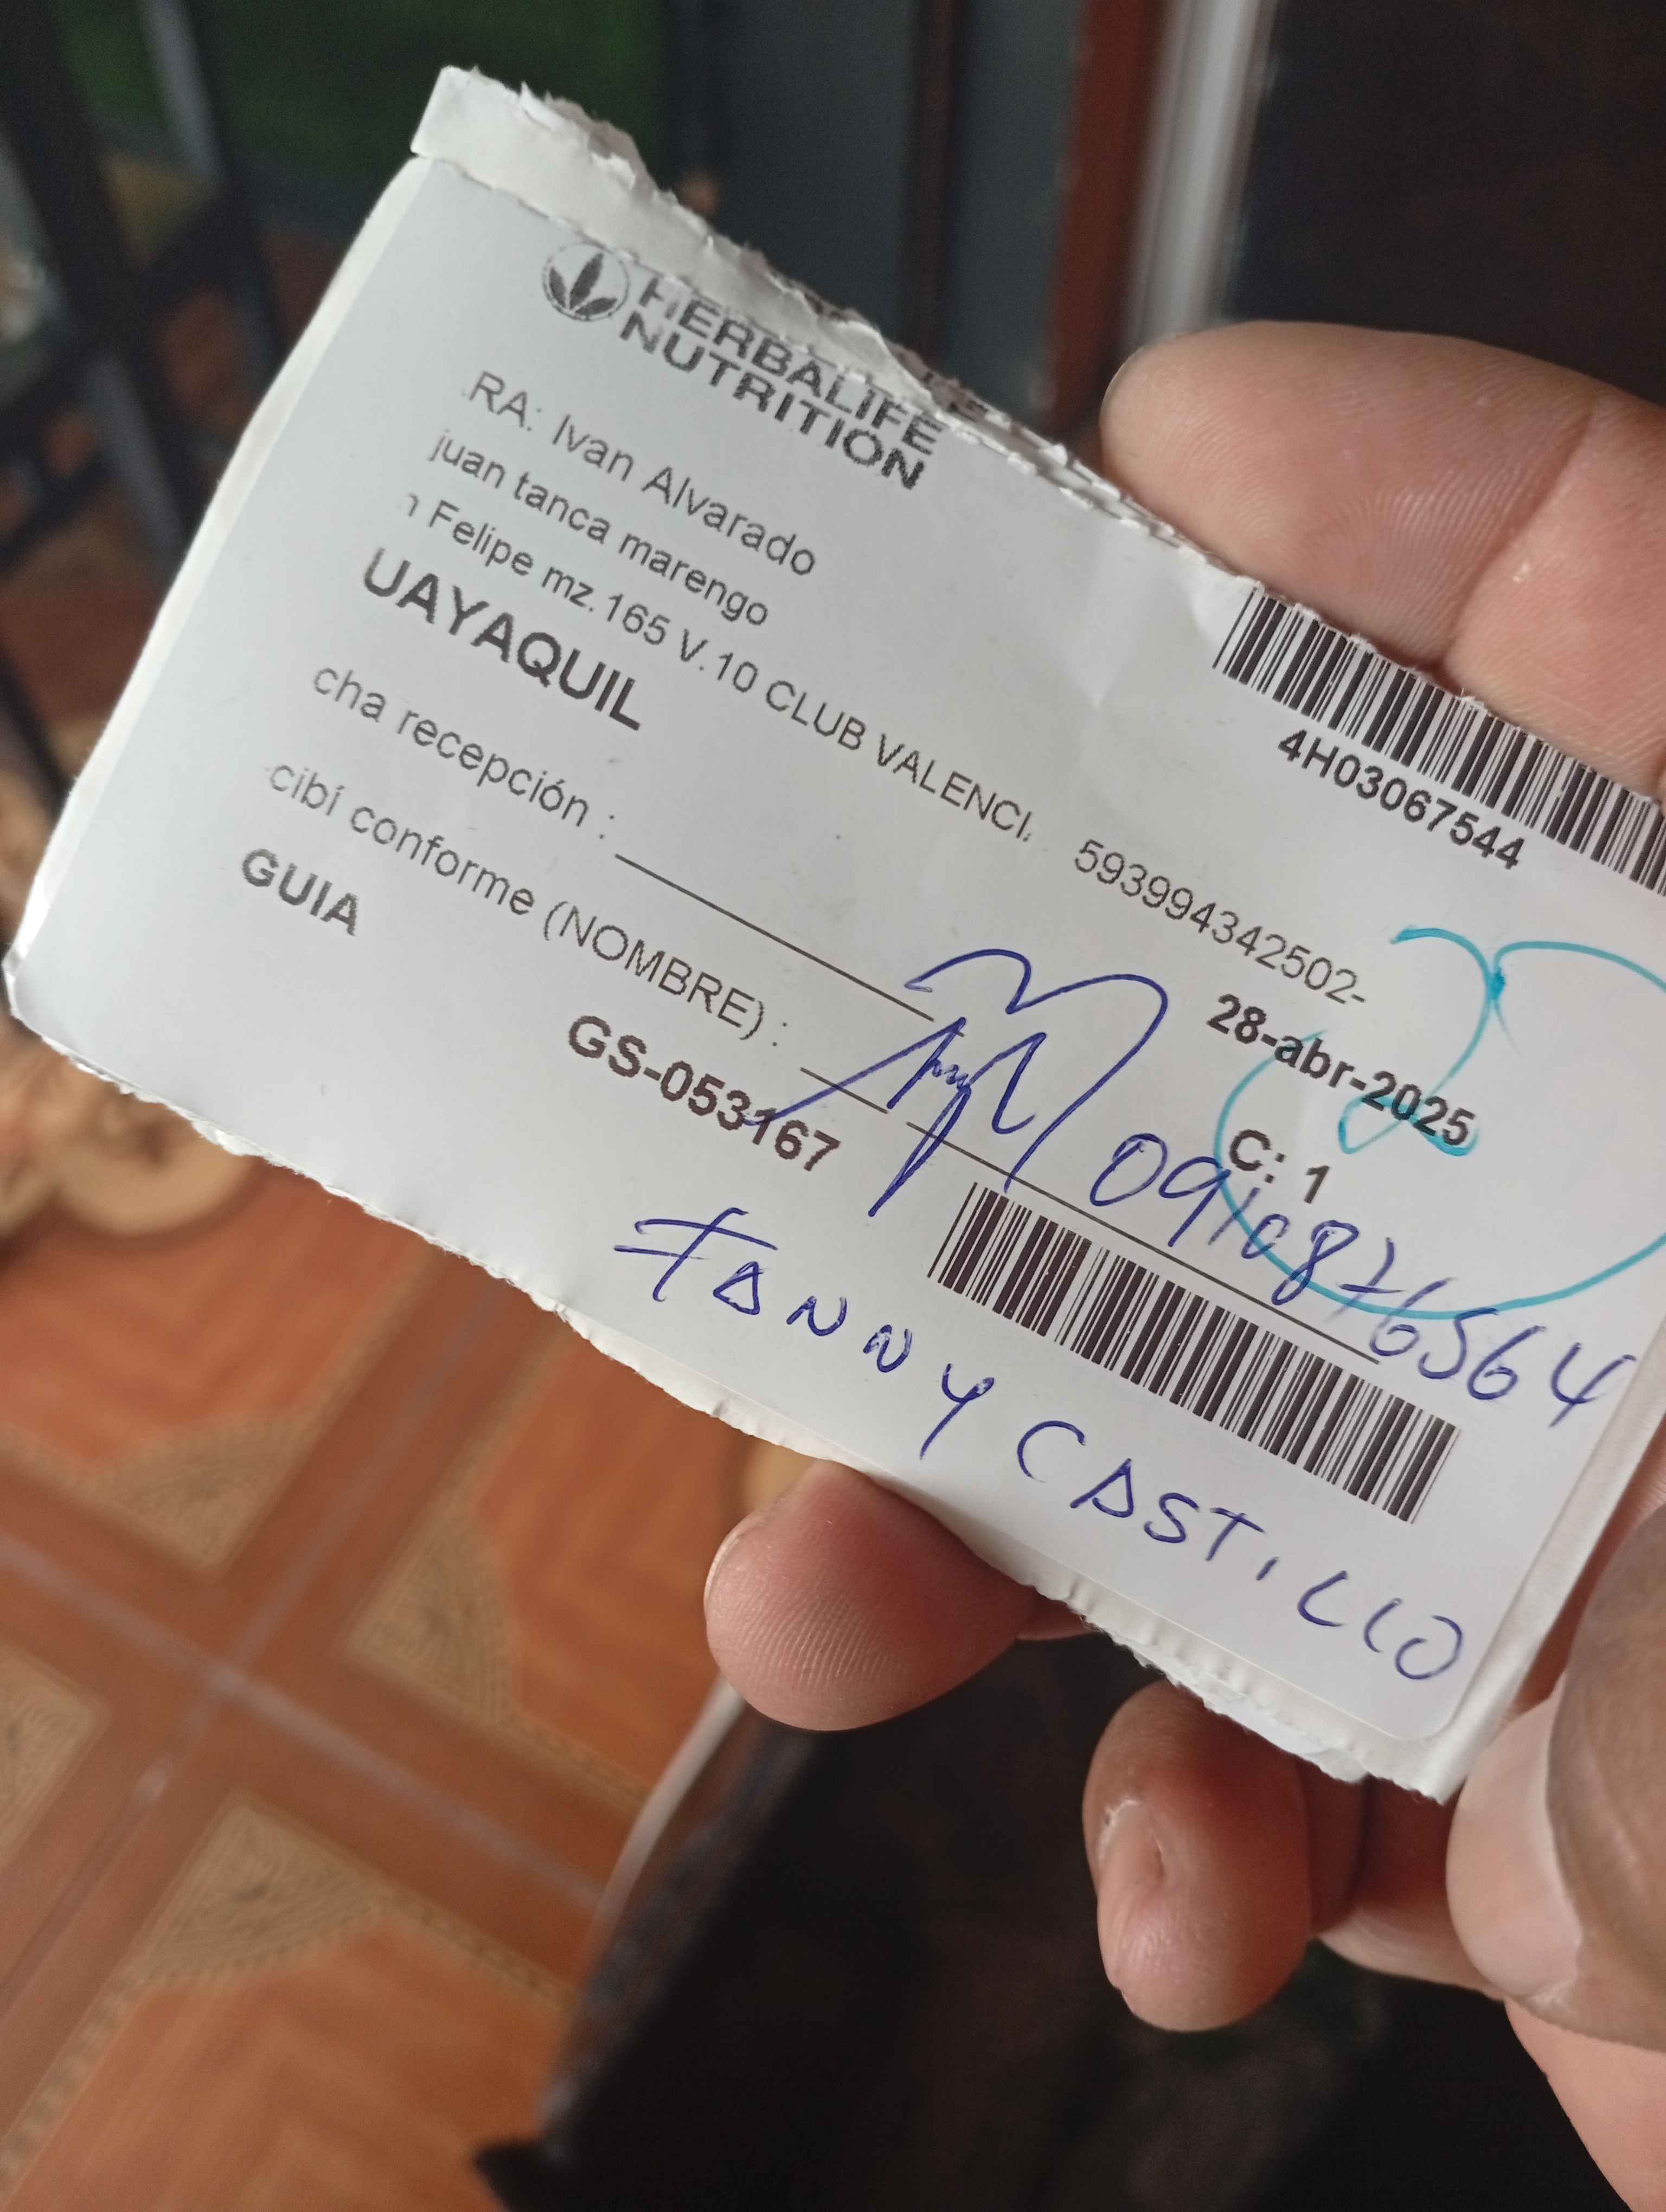 HERBALIFE
NUTRITION
RA: Ivan Alvarado
juan tanca marengo
n Felipe mz.165 V.10 CLUB VALENCI
593994342502-
UAYAQUIL
4H03067544
28-abr-2025
cha recepción :
C: 1
cibí conforme (NOMBRE) :
0910876564
GUIA
GS-053167
FANNY CASTILLO